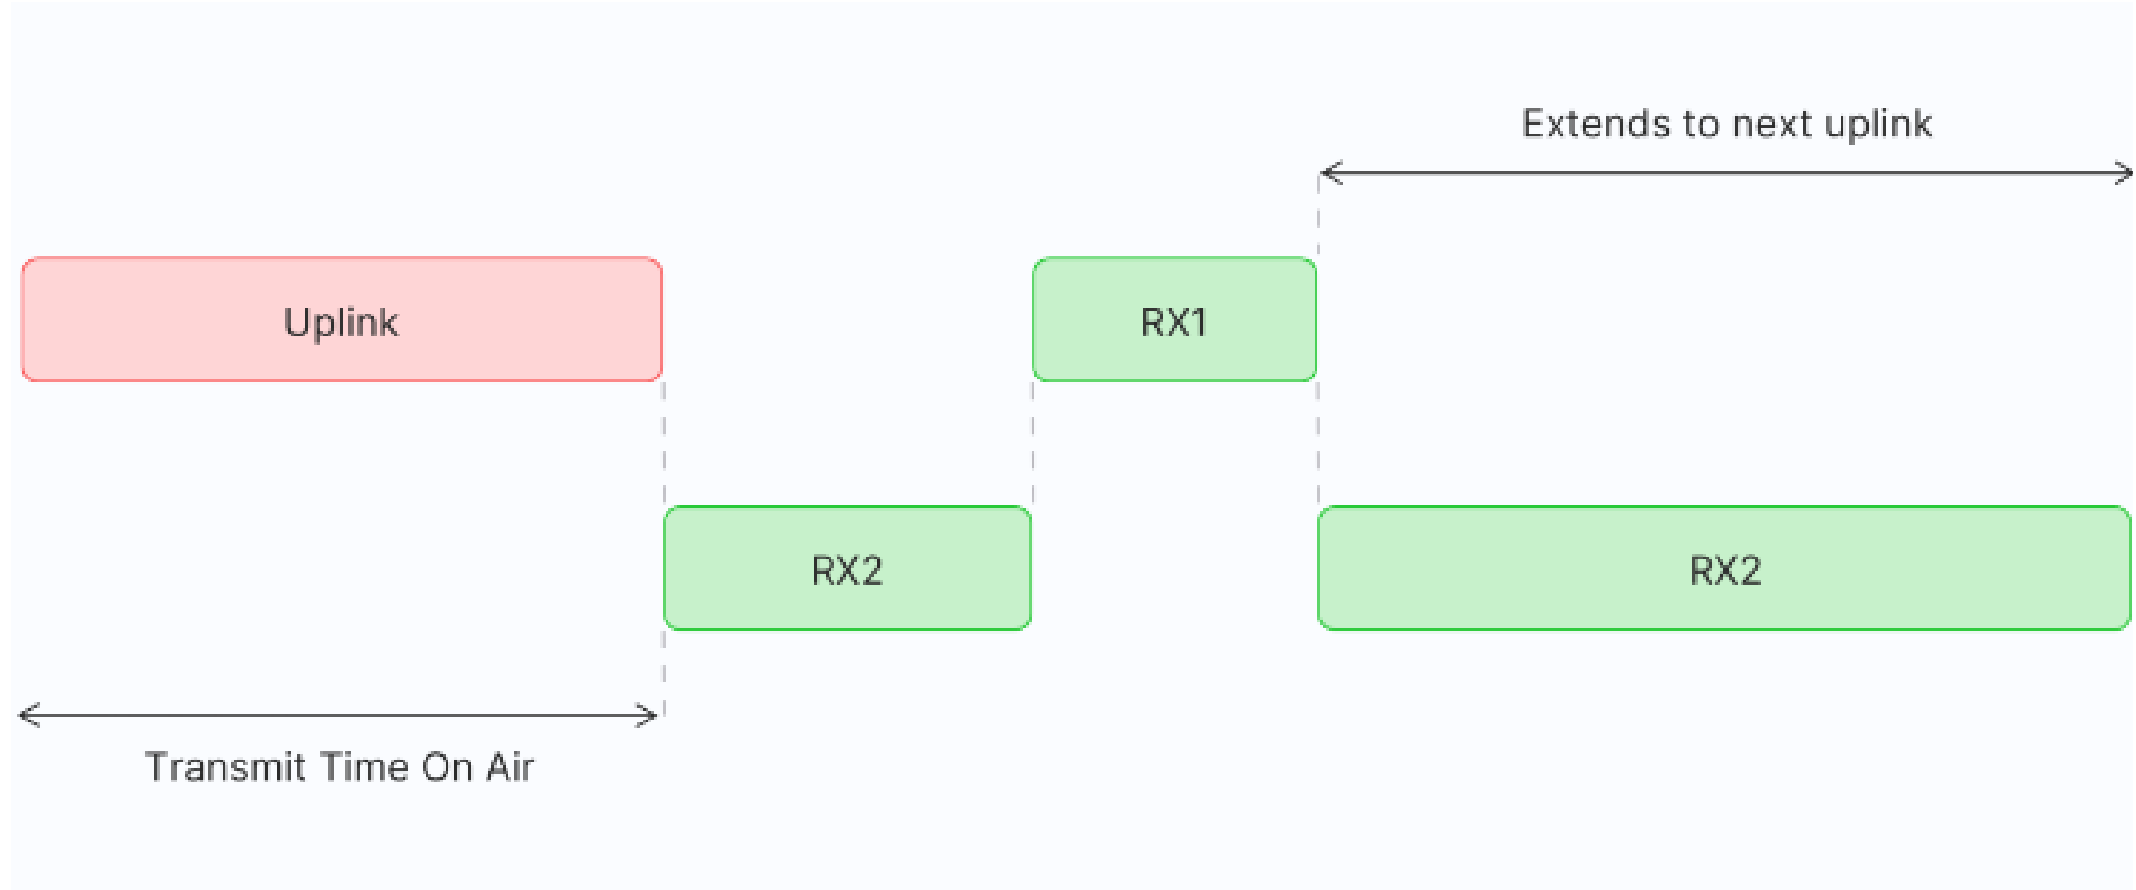 Extends to next uplink
Uplink
RX1
RX2
RX2
Transmit Time On Air